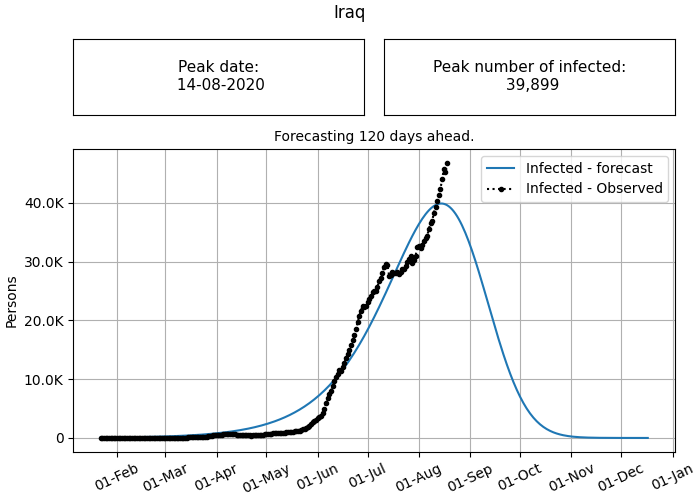 Iraq
Peak date:
14-08-2020
Peak number of infected:
39,899
Forecasting 120 days ahead.
Infected - forecast
Infected - Observed
Persons
40.0K
30.0K
20.0K
10.0K
0
01-Feb
01-Mar
01-Apr
01-May
01-Jun
01-Jul
01-Aug
01-Sep
01-Oct
01-Nov
01-Dec
01-Jan